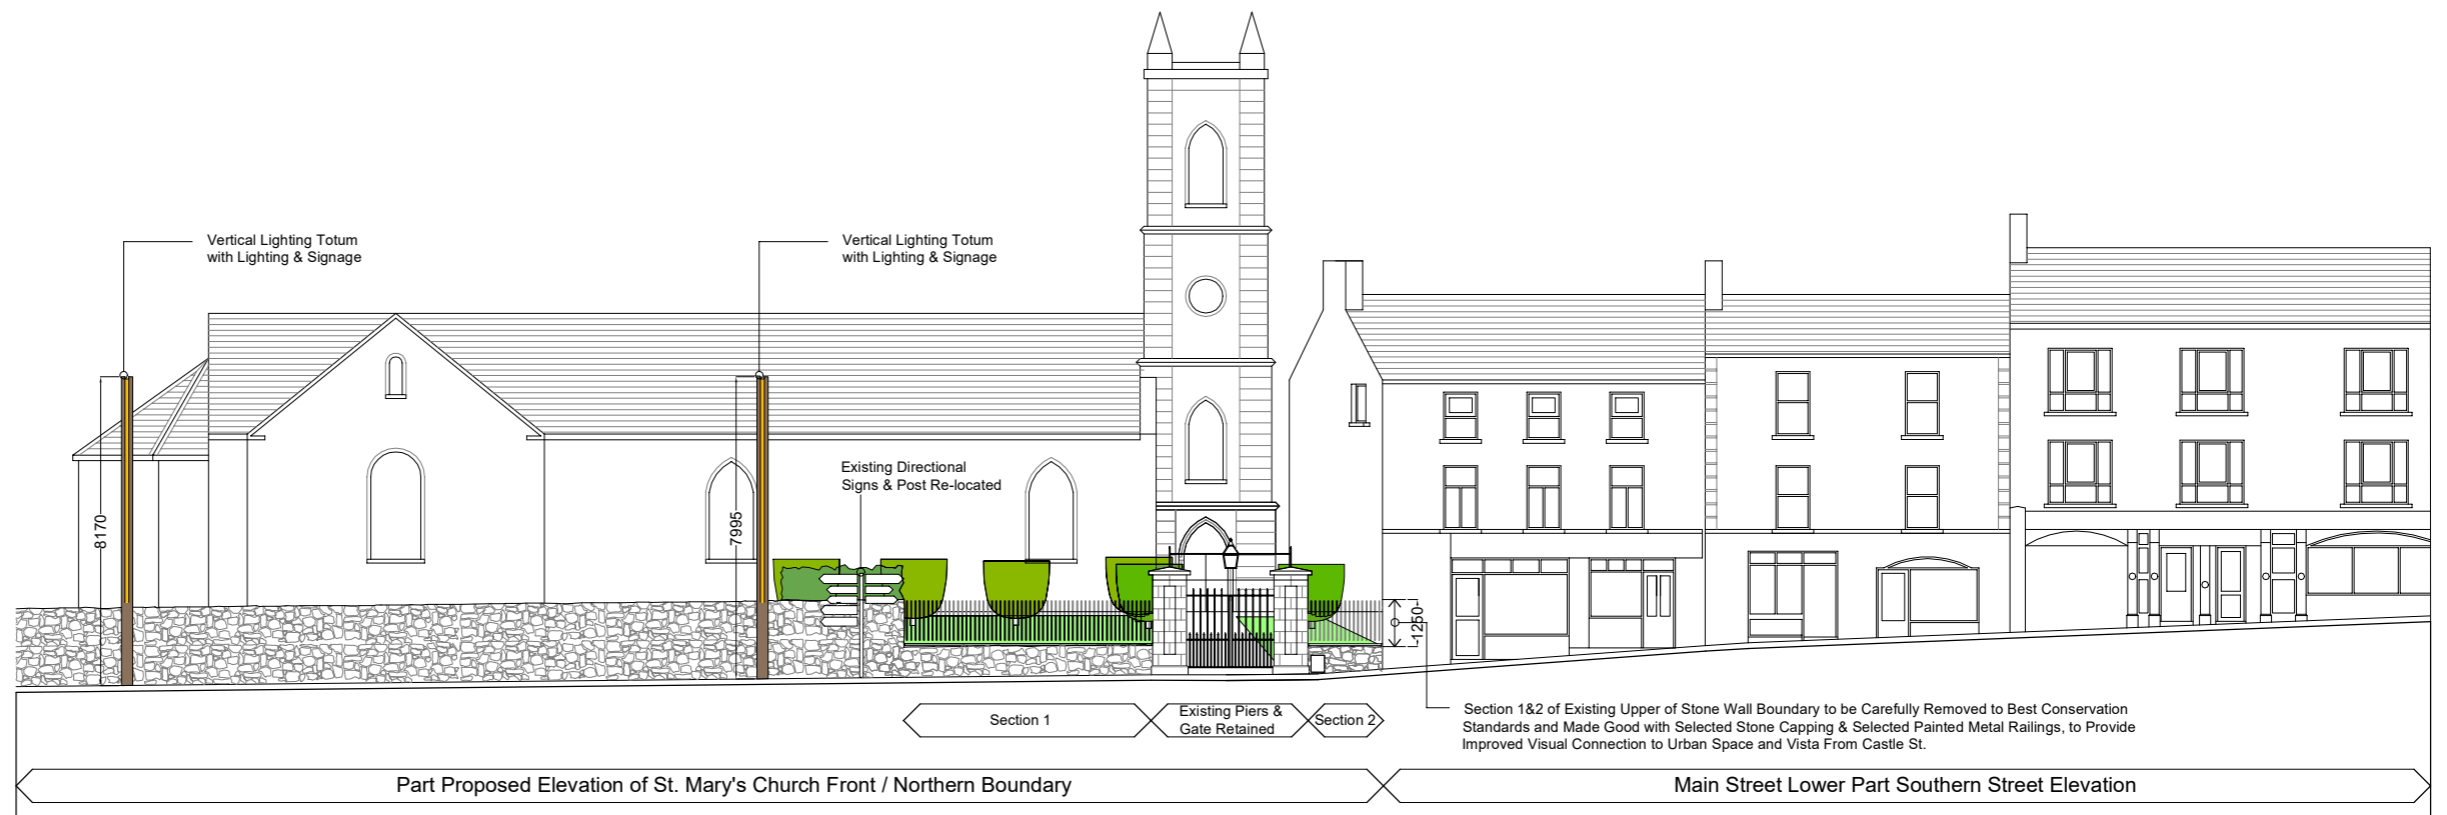 Vertical Lighting Totum
with Lighting & Signage
Vertical Lighting Totum
with Lighting & Signage
Existing Directional
Signs & Post Re-located
8170
7995
1250
Section 1
Existing Piers &
Gate Retained
Section 2
Section 1&2 of Existing Upper of Stone Wall Boundary to be Carefully Removed to Best Conservation
Standards and Made Good with Selected Stone Capping & Selected Painted Metal Railings, to Provide
Improved Visual Connection to Urban Space and Vista From Castle St.
Part Proposed Elevation of St. Mary's Church Front / Northern Boundary
Main Street Lower Part Southern Street Elevation